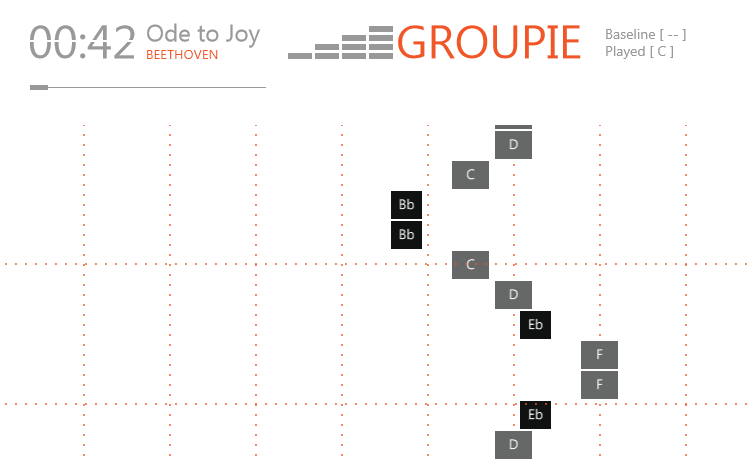 00:42
Ode to Joy
BEETHOVEN
GROUPIE
Baseline [ -- ]
Played [ C ]
D
C
Bb
Bb
C
D
Eb
F
F
Eb
D